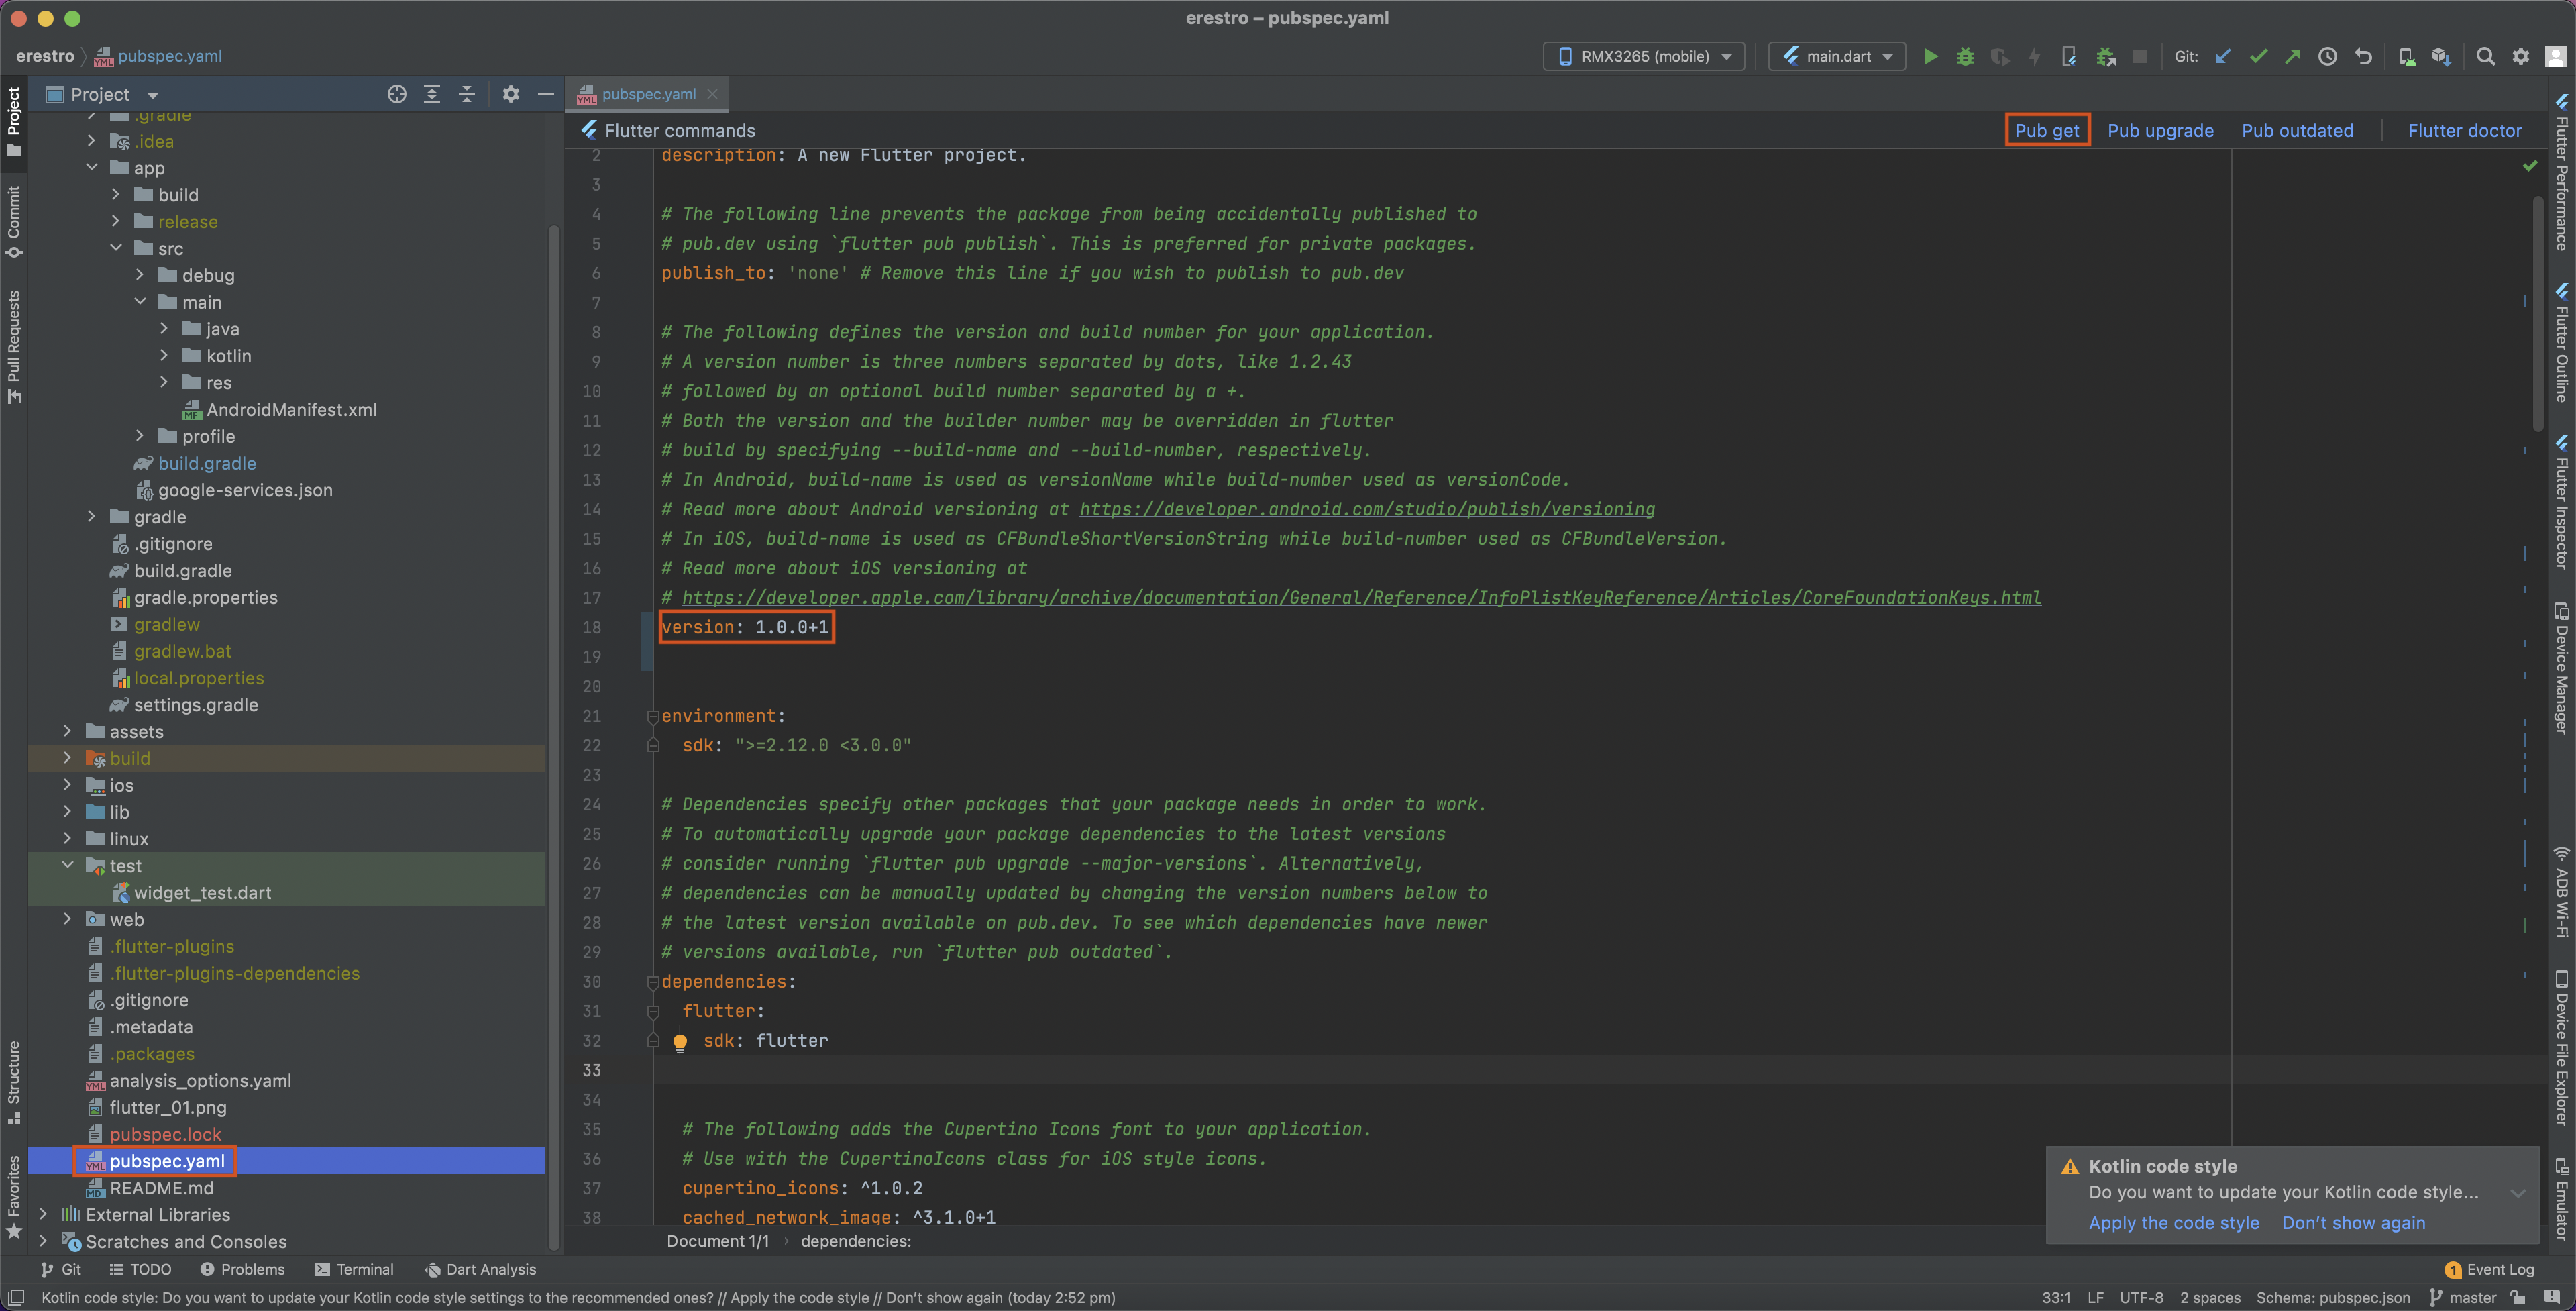 erestro – pubspec.yaml
erestro
pubspec.yaml
RMX3265 (mobile)
main.dart
Git:
Project
pubspec.yaml
Flutter commands
Pub get
Pub upgrade
Pub outdated
Flutter doctor
Project
Commit
Pull Requests
Structure
Favorites
.gradle
.idea
app
build
release
src
debug
main
java
kotlin
res
AndroidManifest.xml
profile
build.gradle
google-services.json
gradle
.gitignore
build.gradle
gradle.properties
gradlew
gradlew.bat
local.properties
settings.gradle
assets
build
ios
lib
linux
test
widget_test.dart
web
.flutter-plugins
.flutter-plugins-dependencies
.gitignore
.metadata
.packages
analysis_options.yaml
flutter_01.png
pubspec.lock
pubspec.yaml
README.md
External Libraries
Scratches and Consoles
2 description: A new Flutter project.
3
4 # The following line prevents the package from being accidentally published to
5 # pub.dev using `flutter pub publish`. This is preferred for private packages.
6 publish_to: 'none' # Remove this line if you wish to publish to pub.dev
7
8 # The following defines the version and build number for your application.
9 # A version number is three numbers separated by dots, like 1.2.43
10 # followed by an optional build number separated by a +.
11 # Both the version and the builder number may be overridden in flutter
12 # build by specifying --build-name and --build-number, respectively.
13 # In Android, build-name is used as versionName while build-number used as versionCode.
14 # Read more about Android versioning at https://developer.android.com/studio/publish/versioning
15 # In iOS, build-name is used as CFBundleShortVersionString while build-number used as CFBundleVersion.
16 # Read more about iOS versioning at
17 # https://developer.apple.com/library/archive/documentation/General/Reference/InfoPlistKeyReference/Articles/CoreFoundationKeys.html
18 version: 1.0.0+1
19
20
21 environment:
22 sdk: ">=2.12.0 <3.0.0"
23
24 # Dependencies specify other packages that your package needs in order to work.
25 # To automatically upgrade your package dependencies to the latest versions
26 # consider running `flutter pub upgrade --major-versions`. Alternatively,
27 # dependencies can be manually updated by changing the version numbers below to
28 # the latest version available on pub.dev. To see which dependencies have newer
29 # versions available, run `flutter pub outdated`.
30 dependencies:
31 flutter:
32 sdk: flutter
33
34
35 # The following adds the Cupertino Icons font to your application.
36 # Use with the CupertinoIcons class for iOS style icons.
37 cupertino_icons: ^1.0.2
38 cached_network_image: ^3.1.0+1
Document 1/1
dependencies:
Flutter Performance
Flutter Outline
Flutter Inspector
Device Manager
ADB Wi-Fi
Device File Explorer
Emulator
Kotlin code style
Do you want to update your Kotlin code style...
Apply the code style
Don't show again
Git
TODO
Problems
Terminal
Dart Analysis
1 Event Log
Kotlin code style: Do you want to update your Kotlin code style settings to the recommended ones? // Apply the code style // Don't show again (today 2:52 pm)
33:1 LF UTF-8 2 spaces Schema: pubspec.json master